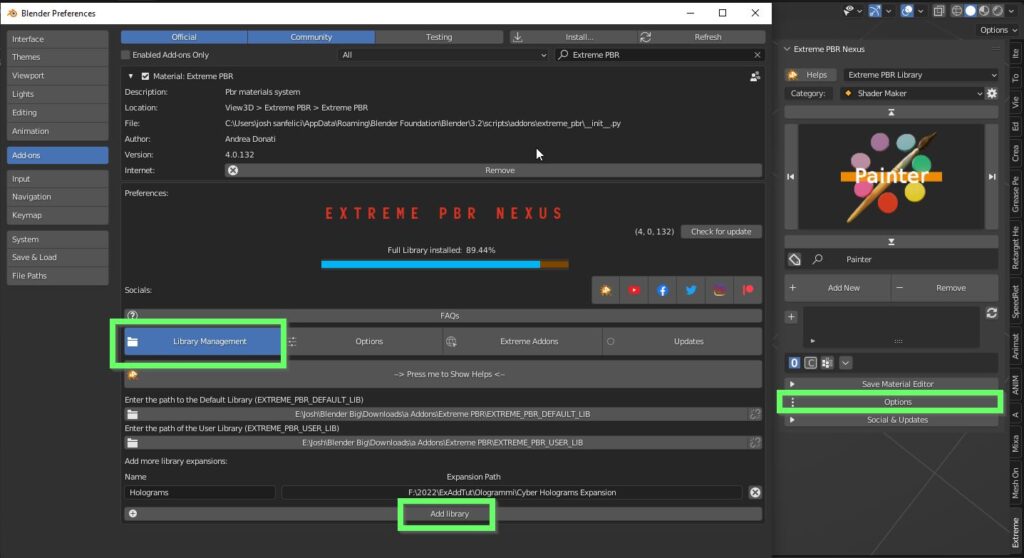 Blender Preferences
Interface
Themes
Viewport
Lights
Editing
Animation
Add-ons
Input
Navigation
Keymap
System
Save & Load
File Paths
Official
Community
Testing
Install...
Refresh
Enabled Add-ons Only
All
Extreme PBR
Material: Extreme PBR
Description: Pbr materials system
Location: View3D > Extreme PBR > Extreme PBR
File: C:\Users\josh sanfelici\AppData\Roaming\Blender Foundation\Blender\3.2\scripts\addons\extreme_pbr\__init__.py
Author: Andrea Donati
Version: 4.0.132
Internet: Remove
Preferences:
EXTREME PBR NEXUS
(4, 0, 132) Check for update
Full Library installed: 89.44%
Socials:
FAQs
Library Management
Options
Extreme Addons
Updates
--> Press me to Show Helps <--
Enter the path to the Default Library (EXTREME_PBR_DEFAULT_LIB)
E:\Josh\Blender Big\Downloads\a Addons\Extreme PBR\EXTREME_PBR_DEFAULT_LIB
Enter the path of the User Library (EXTREME_PBR_USER_LIB)
E:\Josh\Blender Big\Downloads\a Addons\Extreme PBR\EXTREME_PBR_USER_LIB
Add more library expansions:
Name Expansion Path
Holograms F:\2022\ExAddTut\Ologrammi\Cyber Holograms Expansion
Add library
Options
Extreme PBR Nexus
Helps Extreme PBR Library
Category: Shader Maker
Painter
Painter
Add New
Remove
0 C
Save Material Editor
Options
Social & Updates
Ite
To
Vie
Ed
Crea
Grease Pe
Retarget He
SpeedRet
Animat
ANIM
A
Mixa
Mesh On
Extreme